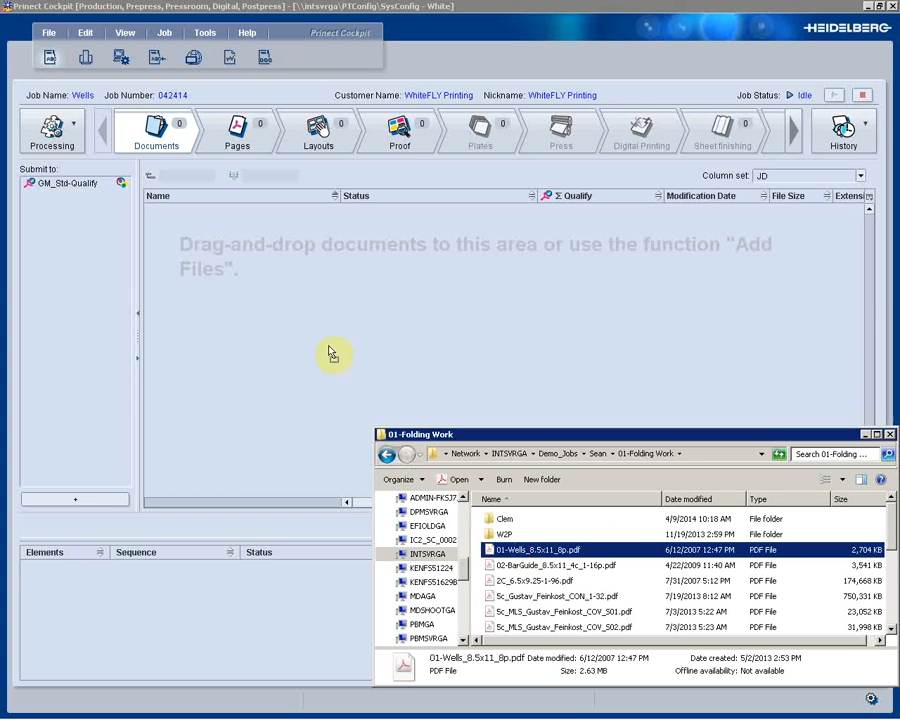 Prinect Cockpit [Production, Prepress, Pressroom, Digital, Postpress] - [\\intsvrga\PTConfig\SysConfig - White]
File Edit View Job Tools Help Prinect Cockpit
HEIDELBERG
Job Name: Wells Job Number: 042414 Customer Name: WhiteFLY Printing Nickname: WhiteFLY Printing Job Status: Idle
Processing Documents 0 Pages 0 Layouts 0 Proof 0 Plates 0 Press 0 Digital Printing 0 Sheet finishing 0 History
Submit to: Column set: JD
GM_Std-Qualify
Name Status Σ Qualify Modification Date File Size Extensi
Drag-and-drop documents to this area or use the function "Add
Files".
+
Elements Sequence Status
01-Folding Work
Network INTSVRGA Demo_Jobs Sean 01-Folding Work Search 01-Folding ...
Organize Open Burn New folder
ADMIN-FKSJ7
DPMSVRGA
EFIOLDGA
IC2_5C_0002
INTSVRGA
KENF551224
KENF551629B
MDAGA
MDSHOOTGA
PBMGA
PBMSVRGA
Name Date modified Type Size
Clem 4/9/2014 10:18 AM File folder
W2P 11/19/2013 2:59 PM File folder
01-Wells_8.5x11_8p.pdf 6/12/2007 12:47 PM PDF File 2,704 KB
02-BarGuide_8.5x11_4c_1-16p.pdf 4/22/2009 11:40 AM PDF File 3,541 KB
2C_6.5x9.25-1-96.pdf 7/31/2007 5:12 PM PDF File 174,668 KB
5c_Gustav_Feinkost_CON_1-32.pdf 7/19/2013 8:12 AM PDF File 750,331 KB
5c_MLS_Gustav_Feinkost_COV_S01.pdf 7/3/2013 5:22 AM PDF File 23,052 KB
5c_MLS_Gustav_Feinkost_COV_S02.pdf 7/3/2013 5:23 AM PDF File 31,998 KB
01-Wells_8.5x11_8p.pdf Date modified: 6/12/2007 12:47 PM Date created: 5/2/2013 2:53 PM
PDF File Size: 2.63 MB Offline availability: Not available